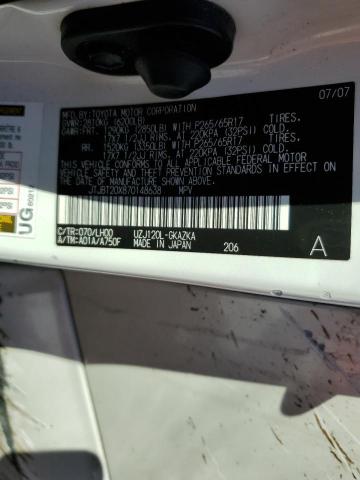 07/07
MFD.BY:TOYOTA MOTOR CORPORATION
GVWR:2810KG (6200LB)
GAWR:FRT. 1290KG (2850LB) WITH P265/65R17 TIRES,
17X7 1/2JJ RIMS, AT 220KPA (32PSI) COLD.
RR. 1520KG (3350LB) WITH P265/65R17 TIRES,
17X7 1/2JJ RIMS, AT 220KPA (32PSI) COLD.
THIS VEHICLE CONFORMS TO ALL APPLICABLE FEDERAL MOTOR
VEHICLE SAFETY STANDARDS IN EFFECT ON THE DATE OF
MANUFACTURE SHOWN ABOVE.
JTJBT20X870148638 MPV
C/TR:070/LH00 UZJ120L-GKAZKA
A/TM:A01A/A750F MADE IN JAPAN 206 A
UG